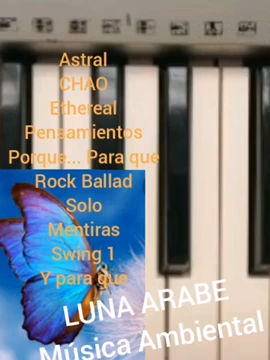 Astral
CHAO
Ethereal
Pensamientos
Porque... Para que
Rock Ballad
Solo
Mentiras
Swing 1
Y para que
LUNA ARABE
Música Ambiental